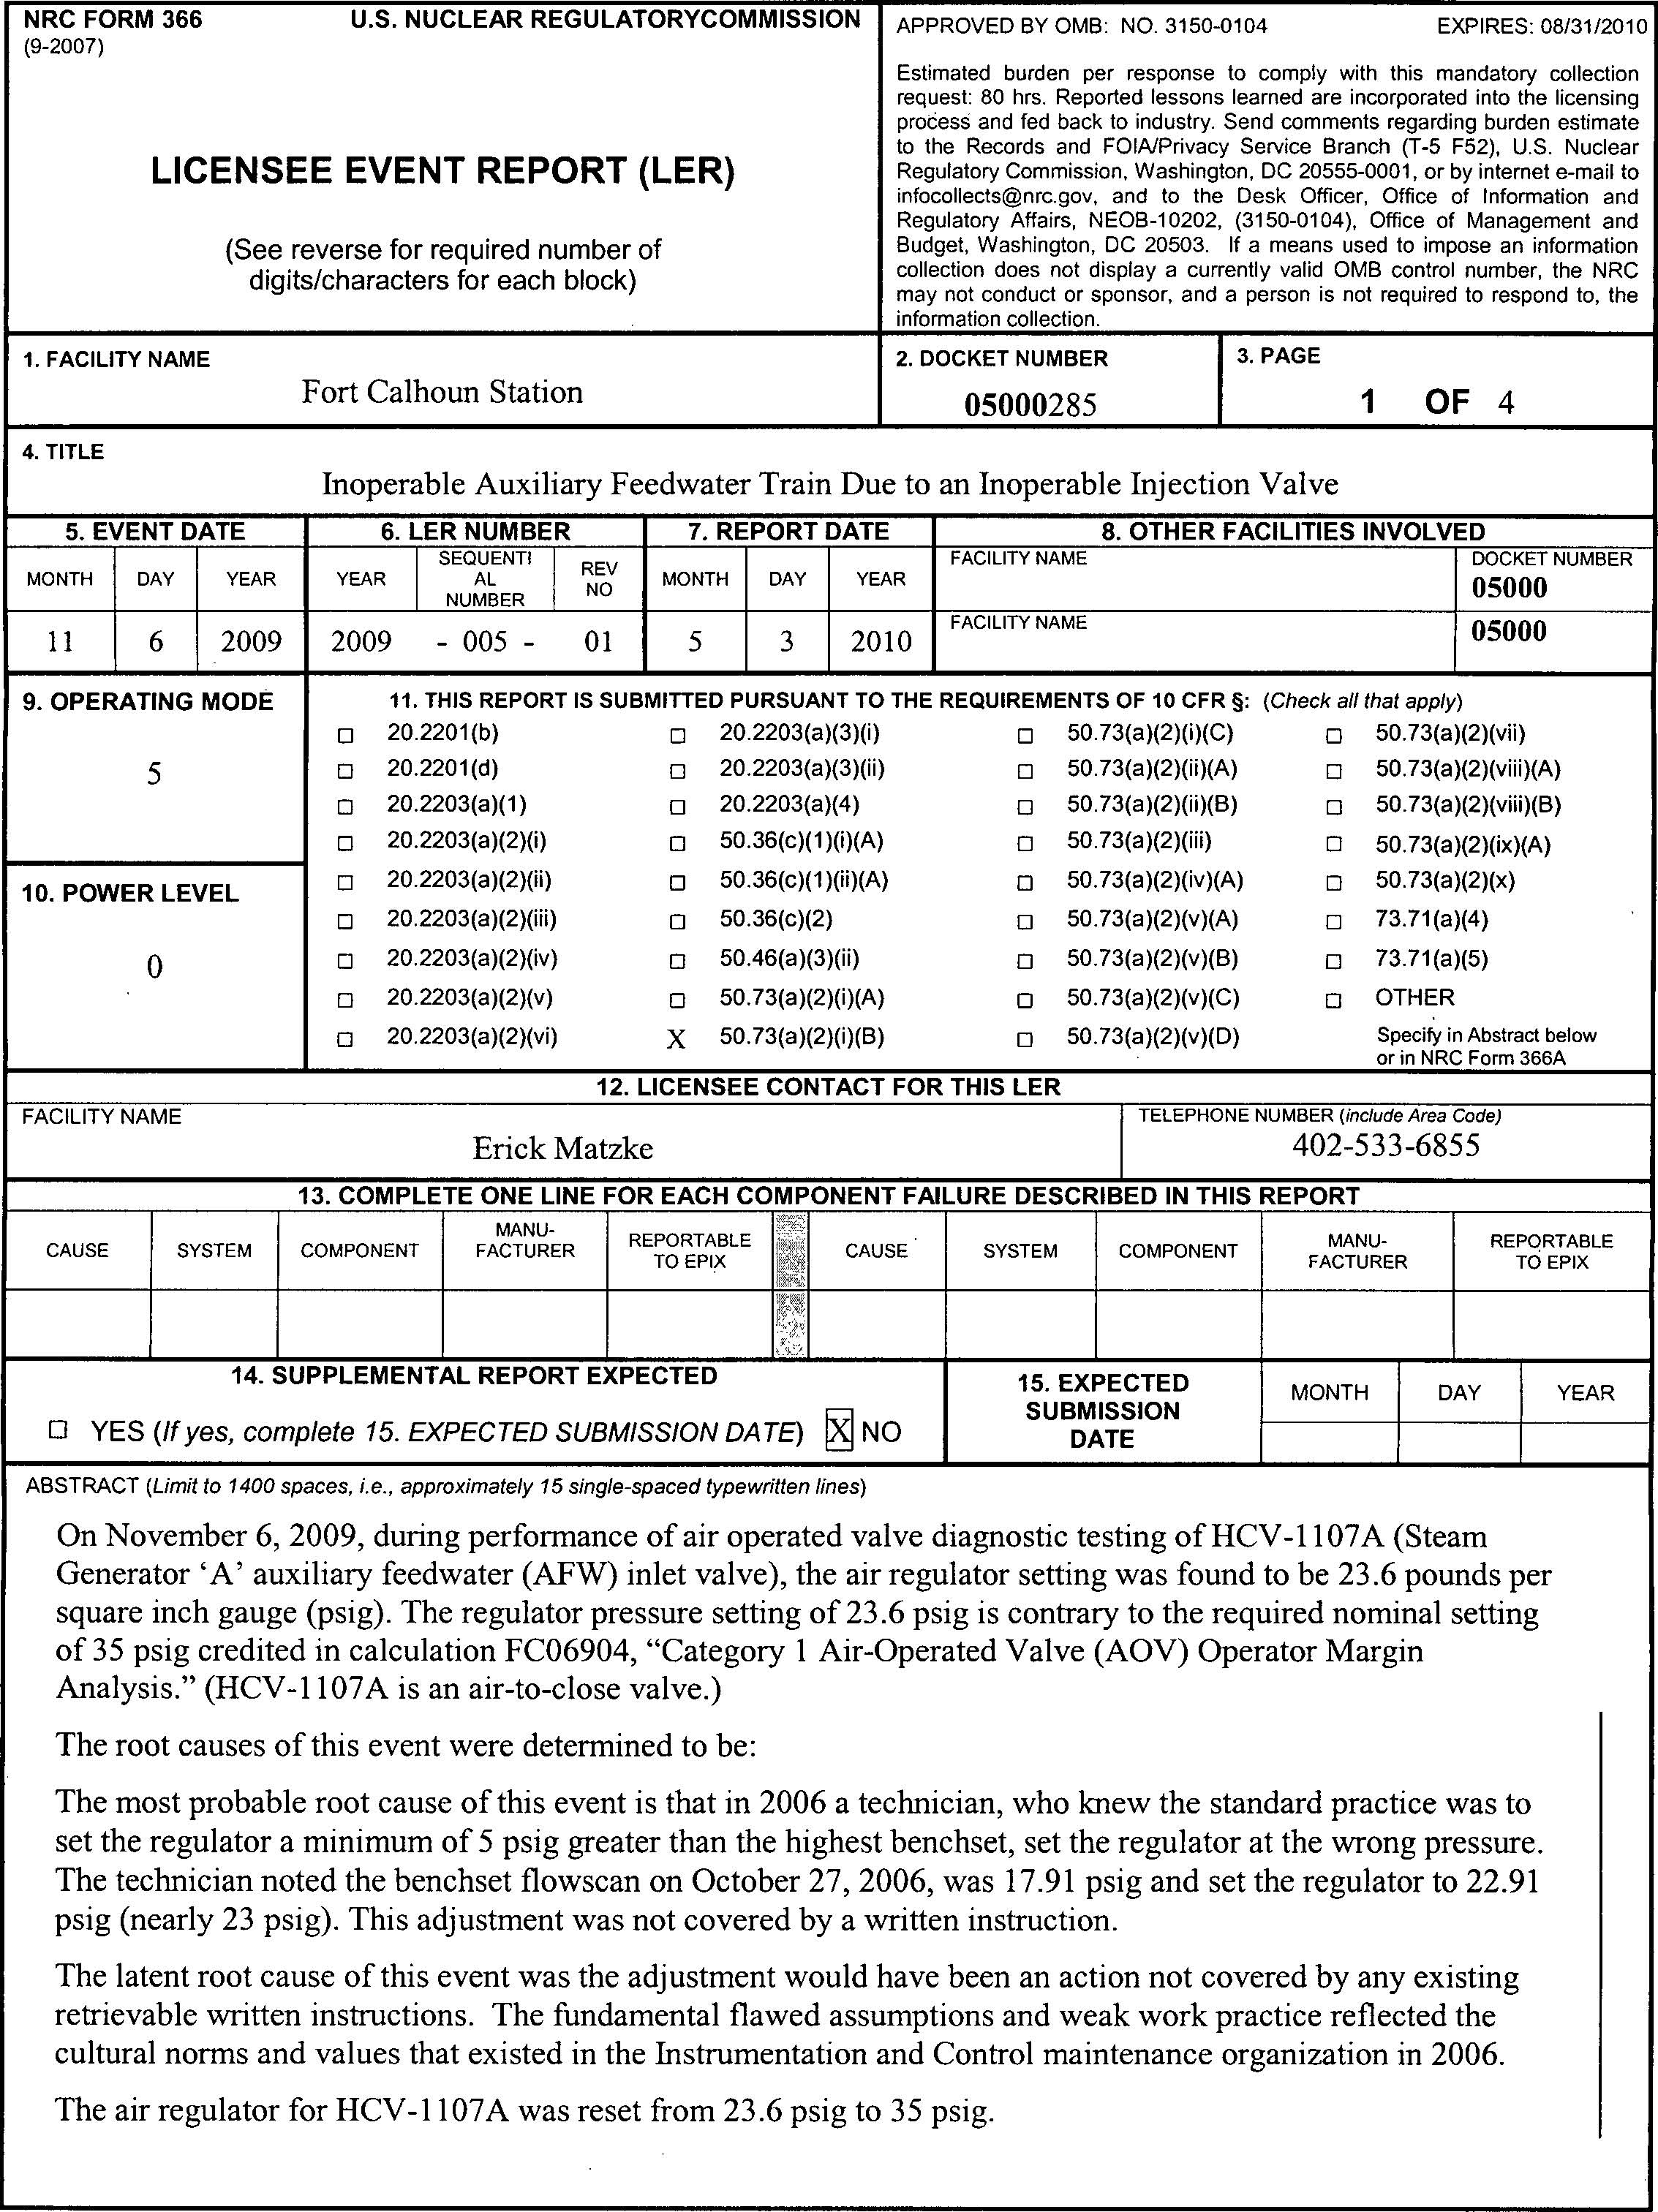 NRC FORM 366 U.S. NUCLEAR REGULATORYCOMMISSION
(9-2007)
LICENSEE EVENT REPORT (LER)
(See reverse for required number of
digits/characters for each block)
APPROVED BY OMB: NO. 3150-0104 EXPIRES: 08/31/2010
Estimated burden per response to comply with this mandatory collection
request: 80 hrs. Reported lessons learned are incorporated into the licensing
process and fed back to industry. Send comments regarding burden estimate
to the Records and FOIA/Privacy Service Branch (T-5 F52), U.S. Nuclear
Regulatory Commission, Washington, DC 20555-0001, or by internet e-mail to
infocollects@nrc.gov, and to the Desk Officer, Office of Information and
Regulatory Affairs, NEOB-10202, (3150-0104), Office of Management and
Budget, Washington, DC 20503. If a means used to impose an information
collection does not display a currently valid OMB control number, the NRC
may not conduct or sponsor, and a person is not required to respond to, the
information collection.
1. FACILITY NAME
Fort Calhoun Station
2. DOCKET NUMBER
05000285
3. PAGE
1 OF 4
4. TITLE
Inoperable Auxiliary Feedwater Train Due to an Inoperable Injection Valve
5. EVENT DATE 6. LER NUMBER 7. REPORT DATE 8. OTHER FACILITIES INVOLVED
MONTH DAY YEAR YEAR SEQUENTI
AL
NUMBER REV
NO MONTH DAY YEAR FACILITY NAME DOCKET NUMBER
05000
11 6 2009 2009 - 005 - 01 5 3 2010 FACILITY NAME 05000
9. OPERATING MODE
5
10. POWER LEVEL
0
11. THIS REPORT IS SUBMITTED PURSUANT TO THE REQUIREMENTS OF 10 CFR §: (Check all that apply)
□ 20.2201(b) □ 20.2203(a)(3)(i) □ 50.73(a)(2)(i)(C) □ 50.73(a)(2)(vii)
□ 20.2201(d) □ 20.2203(a)(3)(ii) □ 50.73(a)(2)(ii)(A) □ 50.73(a)(2)(viii)(A)
□ 20.2203(a)(1) □ 20.2203(a)(4) □ 50.73(a)(2)(ii)(B) □ 50.73(a)(2)(viii)(B)
□ 20.2203(a)(2)(i) □ 50.36(c)(1)(i)(A) □ 50.73(a)(2)(iii) □ 50.73(a)(2)(ix)(A)
□ 20.2203(a)(2)(ii) □ 50.36(c)(1)(ii)(A) □ 50.73(a)(2)(iv)(A) □ 50.73(a)(2)(x)
□ 20.2203(a)(2)(iii) □ 50.36(c)(2) □ 50.73(a)(2)(v)(A) □ 73.71(a)(4)
□ 20.2203(a)(2)(iv) □ 50.46(a)(3)(ii) □ 50.73(a)(2)(v)(B) □ 73.71(a)(5)
□ 20.2203(a)(2)(v) □ 50.73(a)(2)(i)(A) □ 50.73(a)(2)(v)(C) □ OTHER
□ 20.2203(a)(2)(vi) X 50.73(a)(2)(i)(B) □ 50.73(a)(2)(v)(D) Specify in Abstract below
or in NRC Form 366A
12. LICENSEE CONTACT FOR THIS LER
FACILITY NAME
Erick Matzke
TELEPHONE NUMBER (include Area Code)
402-533-6855
13. COMPLETE ONE LINE FOR EACH COMPONENT FAILURE DESCRIBED IN THIS REPORT
CAUSE SYSTEM COMPONENT MANU-
FACTURER REPORTABLE
TO EPIX CAUSE SYSTEM COMPONENT MANU-
FACTURER REPORTABLE
TO EPIX
14. SUPPLEMENTAL REPORT EXPECTED
□ YES (If yes, complete 15. EXPECTED SUBMISSION DATE) X NO
15. EXPECTED
SUBMISSION
DATE
MONTH DAY YEAR
ABSTRACT (Limit to 1400 spaces, i.e., approximately 15 single-spaced typewritten lines)
On November 6, 2009, during performance of air operated valve diagnostic testing of HCV-1107A (Steam
Generator ‘A’ auxiliary feedwater (AFW) inlet valve), the air regulator setting was found to be 23.6 pounds per
square inch gauge (psig). The regulator pressure setting of 23.6 psig is contrary to the required nominal setting
of 35 psig credited in calculation FC06904, “Category 1 Air-Operated Valve (AOV) Operator Margin
Analysis.” (HCV-1107A is an air-to-close valve.)
The root causes of this event were determined to be:
The most probable root cause of this event is that in 2006 a technician, who knew the standard practice was to
set the regulator a minimum of 5 psig greater than the highest benchset, set the regulator at the wrong pressure.
The technician noted the benchset flowscan on October 27, 2006, was 17.91 psig and set the regulator to 22.91
psig (nearly 23 psig). This adjustment was not covered by a written instruction.
The latent root cause of this event was the adjustment would have been an action not covered by any existing
retrievable written instructions. The fundamental flawed assumptions and weak work practice reflected the
cultural norms and values that existed in the Instrumentation and Control maintenance organization in 2006.
The air regulator for HCV-1107A was reset from 23.6 psig to 35 psig.